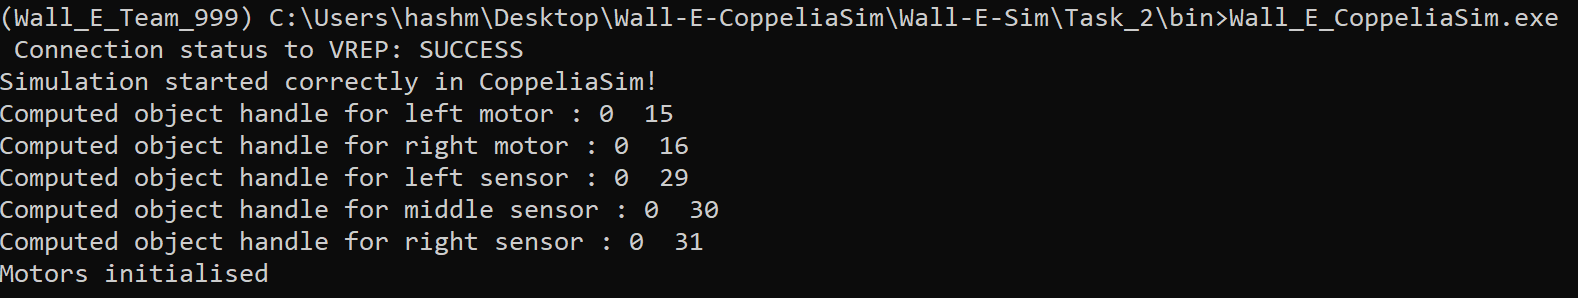 (Wall_E_Team_999) C:\Users\hashm\Desktop\Wall-E-CoppeliaSim\Wall-E-Sim\Task_2\bin>Wall_E_CoppeliaSim.exe
 Connection status to VREP: SUCCESS
Simulation started correctly in CoppeliaSim!
Computed object handle for left motor : 0  15
Computed object handle for right motor : 0  16
Computed object handle for left sensor : 0  29
Computed object handle for middle sensor : 0  30
Computed object handle for right sensor : 0  31
Motors initialised